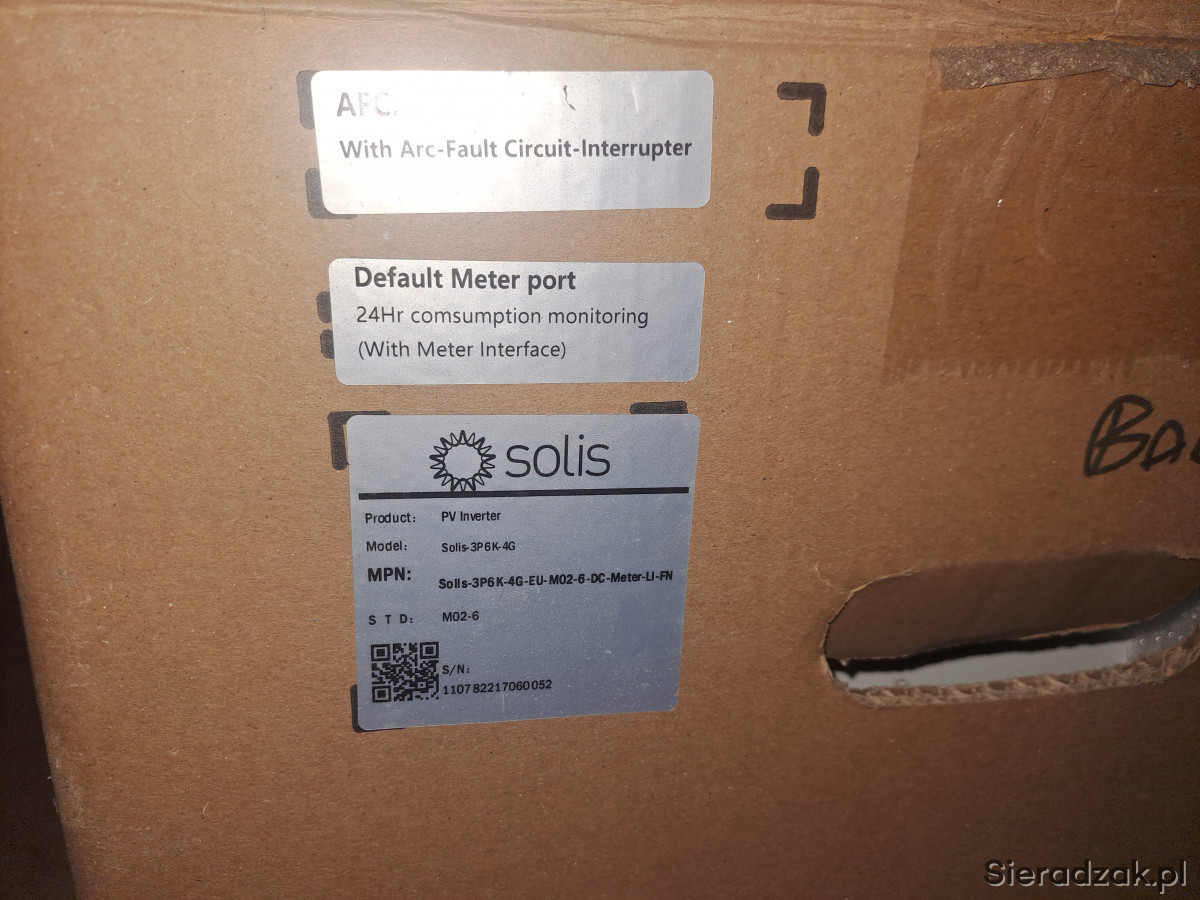 With Arc-Fault Circuit-Interrupter
Default Meter port
24Hr comsumption monitoring
(With Meter Interface)
solis
Product: PV Inverter
Model: Solis-3P6K-4G
MPN: Solis-3P6K-4G-EU-M02-6-DC-Meter-LI-FN
S T D: M02-6
S/N:
110782217060052
Sieradzak.pl